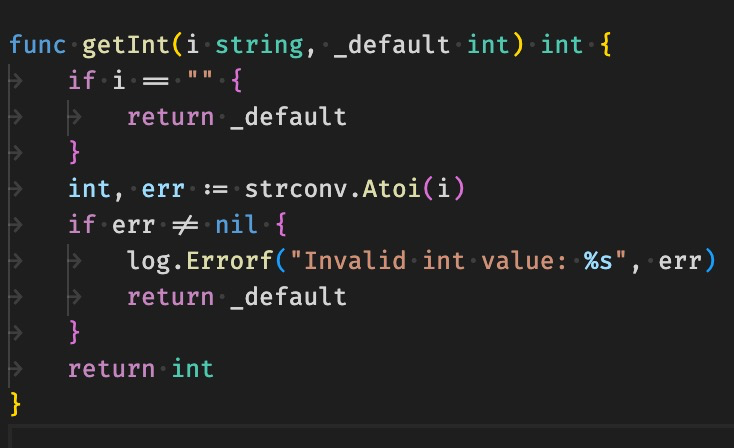 func getInt(i string, _default int) int {
    if i == "" {
        return _default
    }
    int, err := strconv.Atoi(i)
    if err != nil {
        log.Errorf("Invalid int value: %s", err)
        return _default
    }
    return int
}